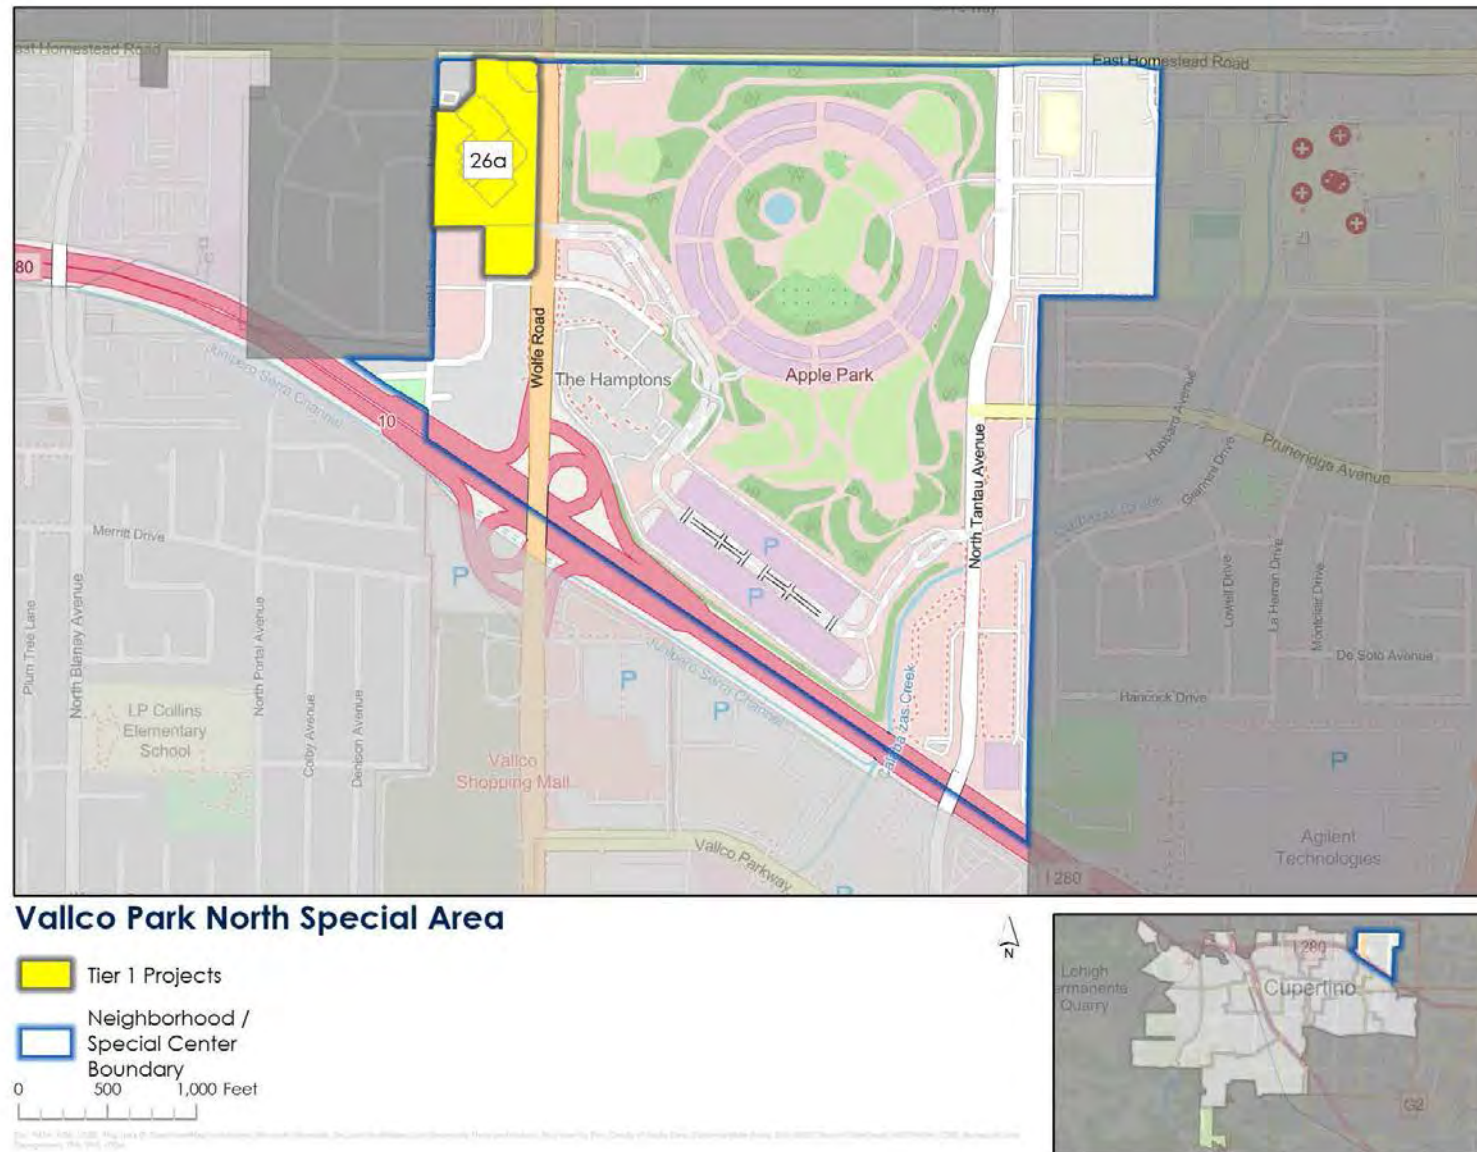 East Homestead Road
East Homestead Road
26a
80
Junipero Serra Channel
10
Wolfe Road
The Hamptons
Apple Park
North Tantau Avenue
Hubbard Avenue
Giannini Drive
Pruneridge Avenue
Calabazas Creek
Merritt Drive
Plum Tree Lane
North Blaney Avenue
North Portal Avenue
Colby Avenue
Denison Avenue
P
P
P
P
P
Lowell Drive
La Herran Drive
Montclair Drive
De Soto Avenue
Hancock Drive
LP Collins
Elementary
School
Junipero Serra Channel
Vallco
Shopping Mall
Vallco Parkway
P
P
Agilent
Technologies
I 280
Vallco Park North Special Area
Tier 1 Projects
Neighborhood /
Special Center
Boundary
0 500 1,000 Feet
N
I 280
Lehigh
Quarry
Cupertino
G2